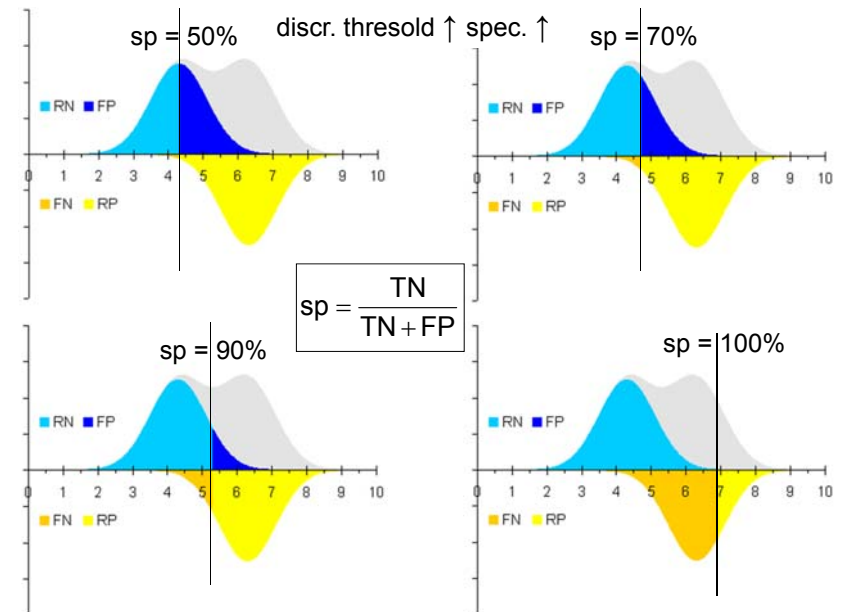 discr. thresold ↑ spec. ↑
sp = 50%
RN FP
0 1 2 3 4 5 6 7 8 9 10
FN RP
sp = 70%
RN FP
0 1 2 3 4 5 6 7 8 9 10
FN RP
sp = TN / TN + FP
sp = 90%
RN FP
0 1 2 3 4 5 6 7 8 9 10
FN RP
sp = 100%
RN FP
0 1 2 3 4 5 6 7 8 9 10
FN RP